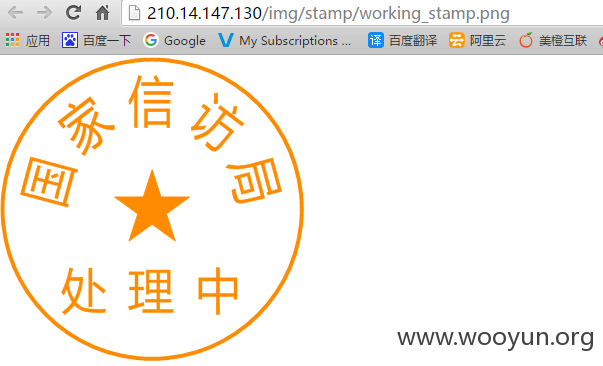 210.14.147.130/img/stamp/working_stamp.png
应用 百度一下 Google My Subscriptions ... 百度翻译 阿里云 美橙互联
国家信访局
处理中
www.wooyun.org